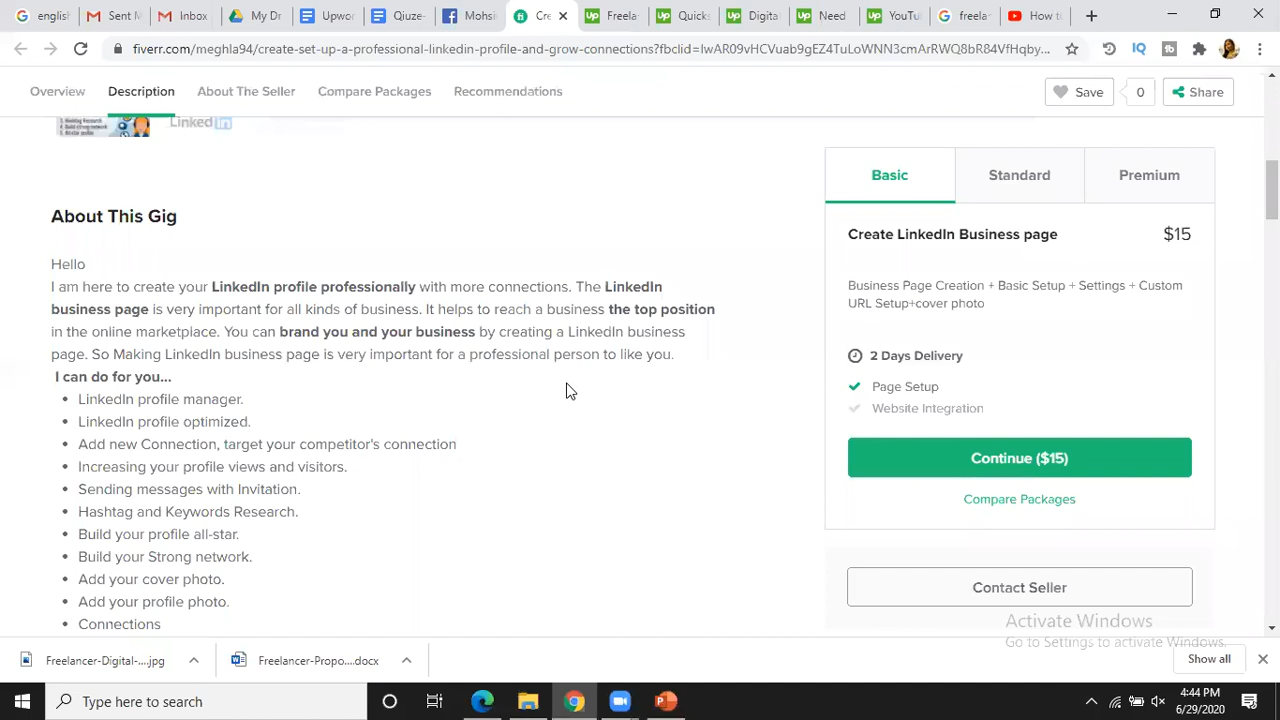 english
Sent M
Inbox
My Dr
Upwor
Quize-
Mohsi
Cre
Freela
Quicks
Digita
Need
YouTu
freela
How t
fiverr.com/meghla94/create-set-up-a-professional-linkedin-profile-and-grow-connections?fbclid=IwAR09vHCVuab9gEZ4TuLoWNN3cmArRWQ8bR84VfHqby...
Overview
Description
About The Seller
Compare Packages
Recommendations
Save
0
Share
Linked in
Basic
Standard
Premium
About This Gig
Create LinkedIn Business page
$15
Hello
I am here to create your LinkedIn profile professionally with more connections. The LinkedIn
business page is very important for all kinds of business. It helps to reach a business the top position
in the online marketplace. You can brand you and your business by creating a LinkedIn business
page. So Making LinkedIn business page is very important for a professional person to like you.
I can do for you...
Business Page Creation + Basic Setup + Settings + Custom
URL Setup+cover photo
2 Days Delivery
Page Setup
Website Integration
Continue ($15)
Compare Packages
Contact Seller
LinkedIn profile manager.
LinkedIn profile optimized.
Add new Connection, target your competitor's connection
Increasing your profile views and visitors.
Sending messages with Invitation.
Hashtag and Keywords Research.
Build your profile all-star.
Build your Strong network.
Add your cover photo.
Add your profile photo.
Connections
Activate Windows
Go to Settings to activate Windows.
Freelancer-Digital-....jpg
Freelancer-Propo....docx
Show all
Type here to search
4:44 PM
6/29/2020